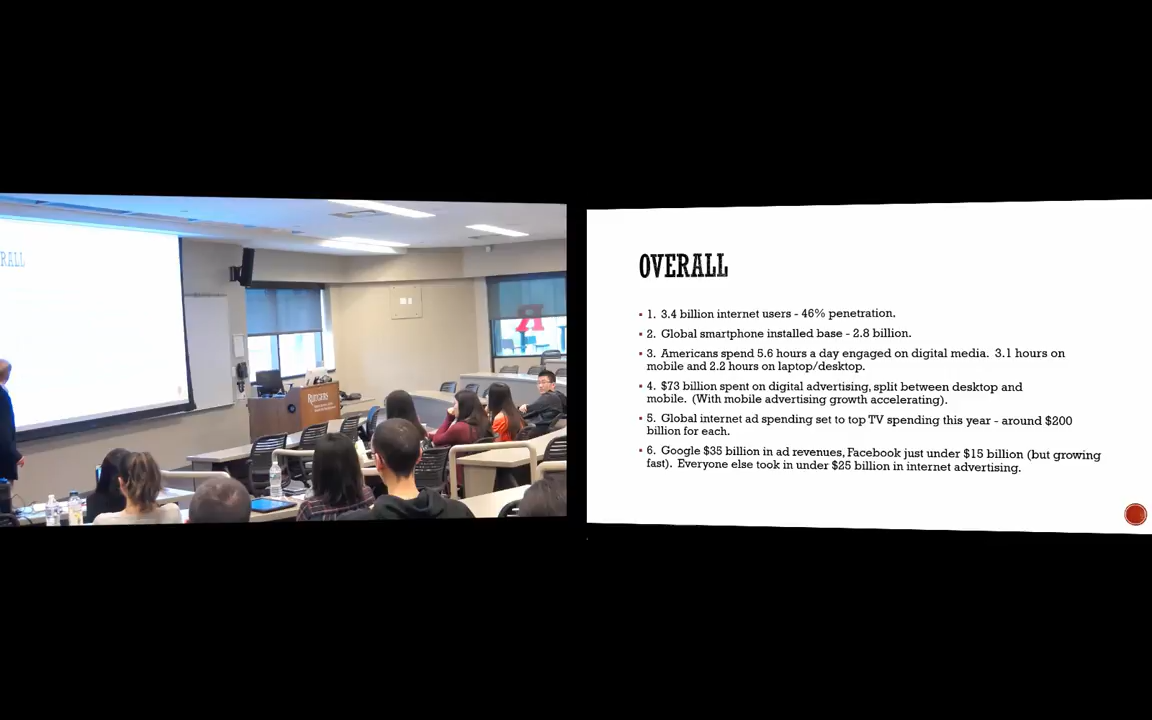 RALL
RUTGERS
R
OVERALL
1. 3.4 billion internet users - 46% penetration.
2. Global smartphone installed base - 2.8 billion.
3. Americans spend 5.6 hours a day engaged on digital media. 3.1 hours on
mobile and 2.2 hours on laptop/desktop.
4. $73 billion spent on digital advertising, split between desktop and
mobile. (With mobile advertising growth accelerating).
5. Global internet ad spending set to top TV spending this year - around $200
billion for each.
6. Google $35 billion in ad revenues, Facebook just under $15 billion (but growing
fast). Everyone else took in under $25 billion in internet advertising.